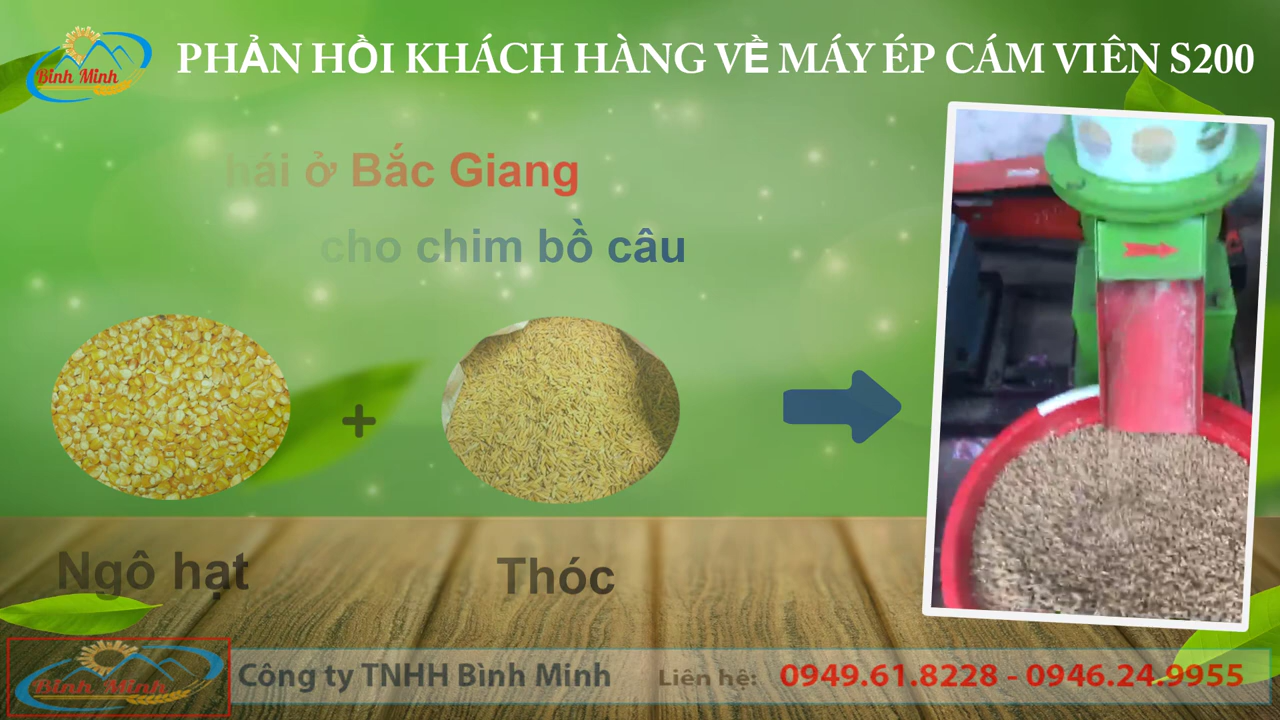 Bình Minh
PHẢN HỒI KHÁCH HÀNG VỀ MÁY ÉP CÁM VIÊN S200
hái ở Bắc Giang
cho chim bồ câu
+
Ngô hạt
Thóc
Bình Minh
Công ty TNHH Bình Minh
Liên hệ: 0949.61.8228 - 0946.24.9955